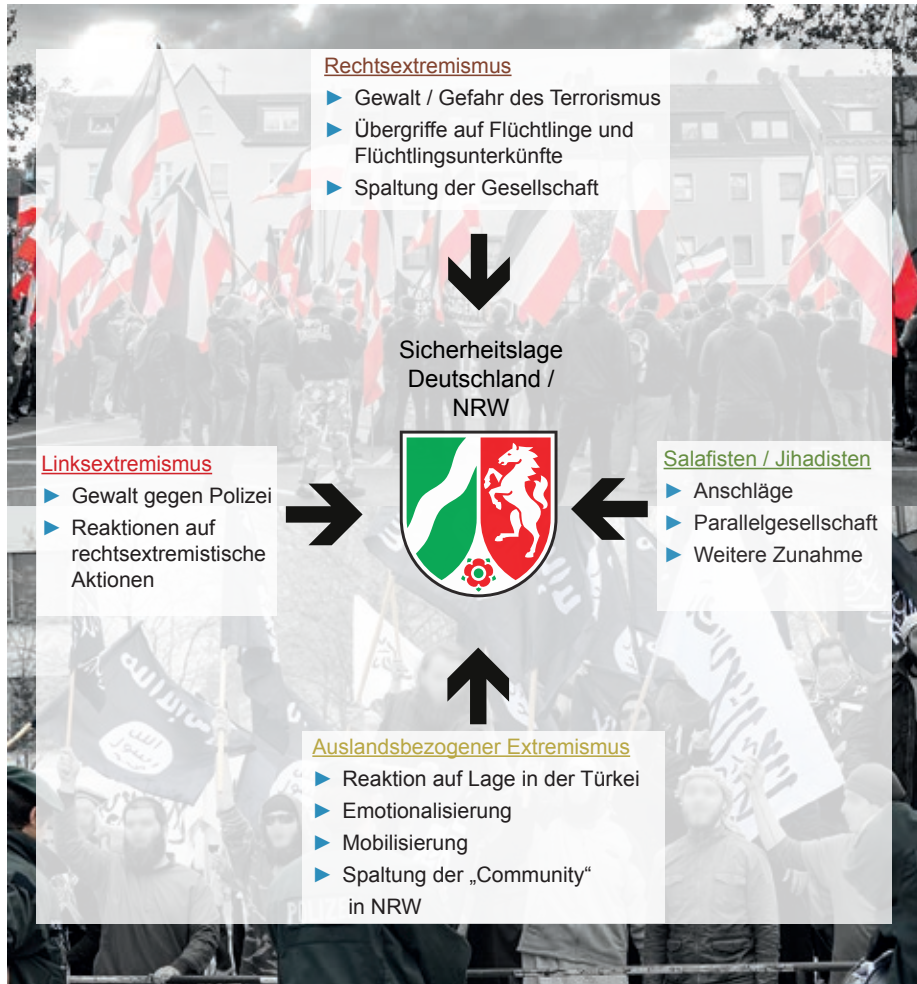 Rechtsextremismus
► Gewalt / Gefahr des Terrorismus
► Übergriffe auf Flüchtlinge und
Flüchtlingsunterkünfte
► Spaltung der Gesellschaft
Sicherheitslage
Deutschland /
NRW
Linksextremismus
► Gewalt gegen Polizei
► Reaktionen auf
rechtsextremistische
Aktionen
Salafisten / Jihadisten
► Anschläge
► Parallelgesellschaft
► Weitere Zunahme
Auslandsbezogener Extremismus
► Reaktion auf Lage in der Türkei
► Emotionalisierung
► Mobilisierung
► Spaltung der „Community“
in NRW